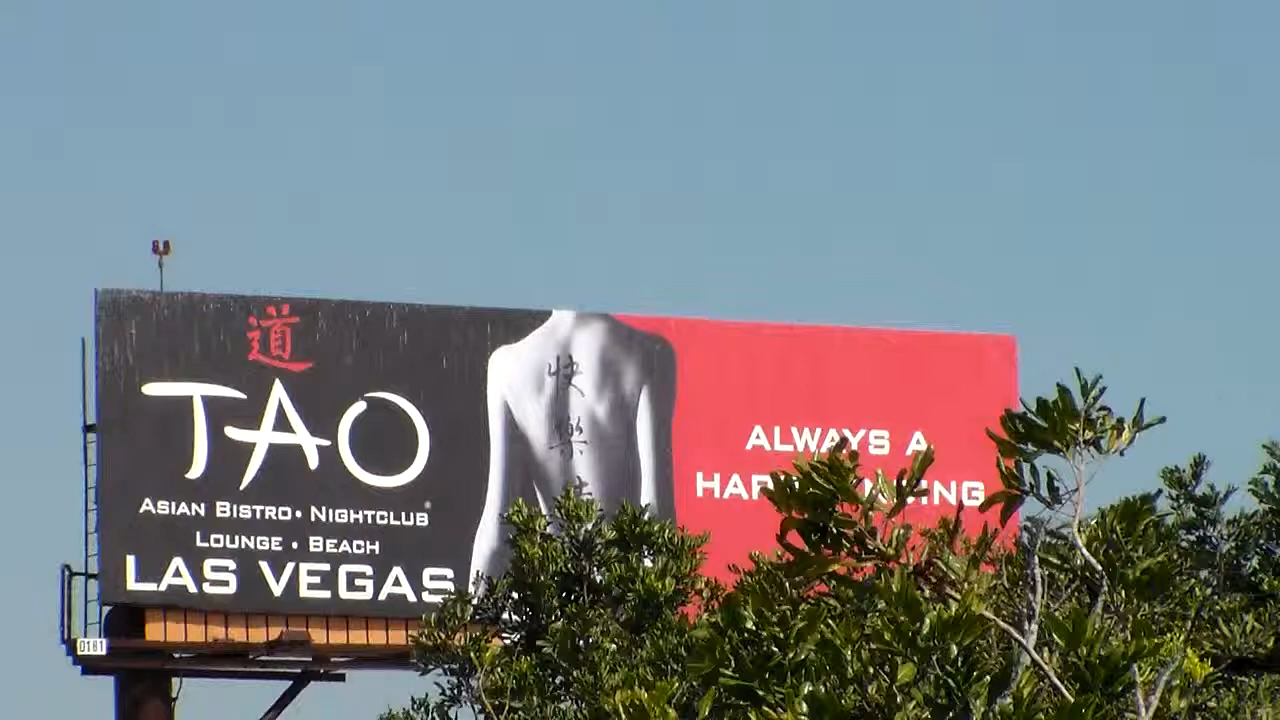 道
TAO
ASIAN BISTRO • NIGHTCLUB
LOUNGE • BEACH
LAS VEGAS
快
樂
ALWAYS A
0181